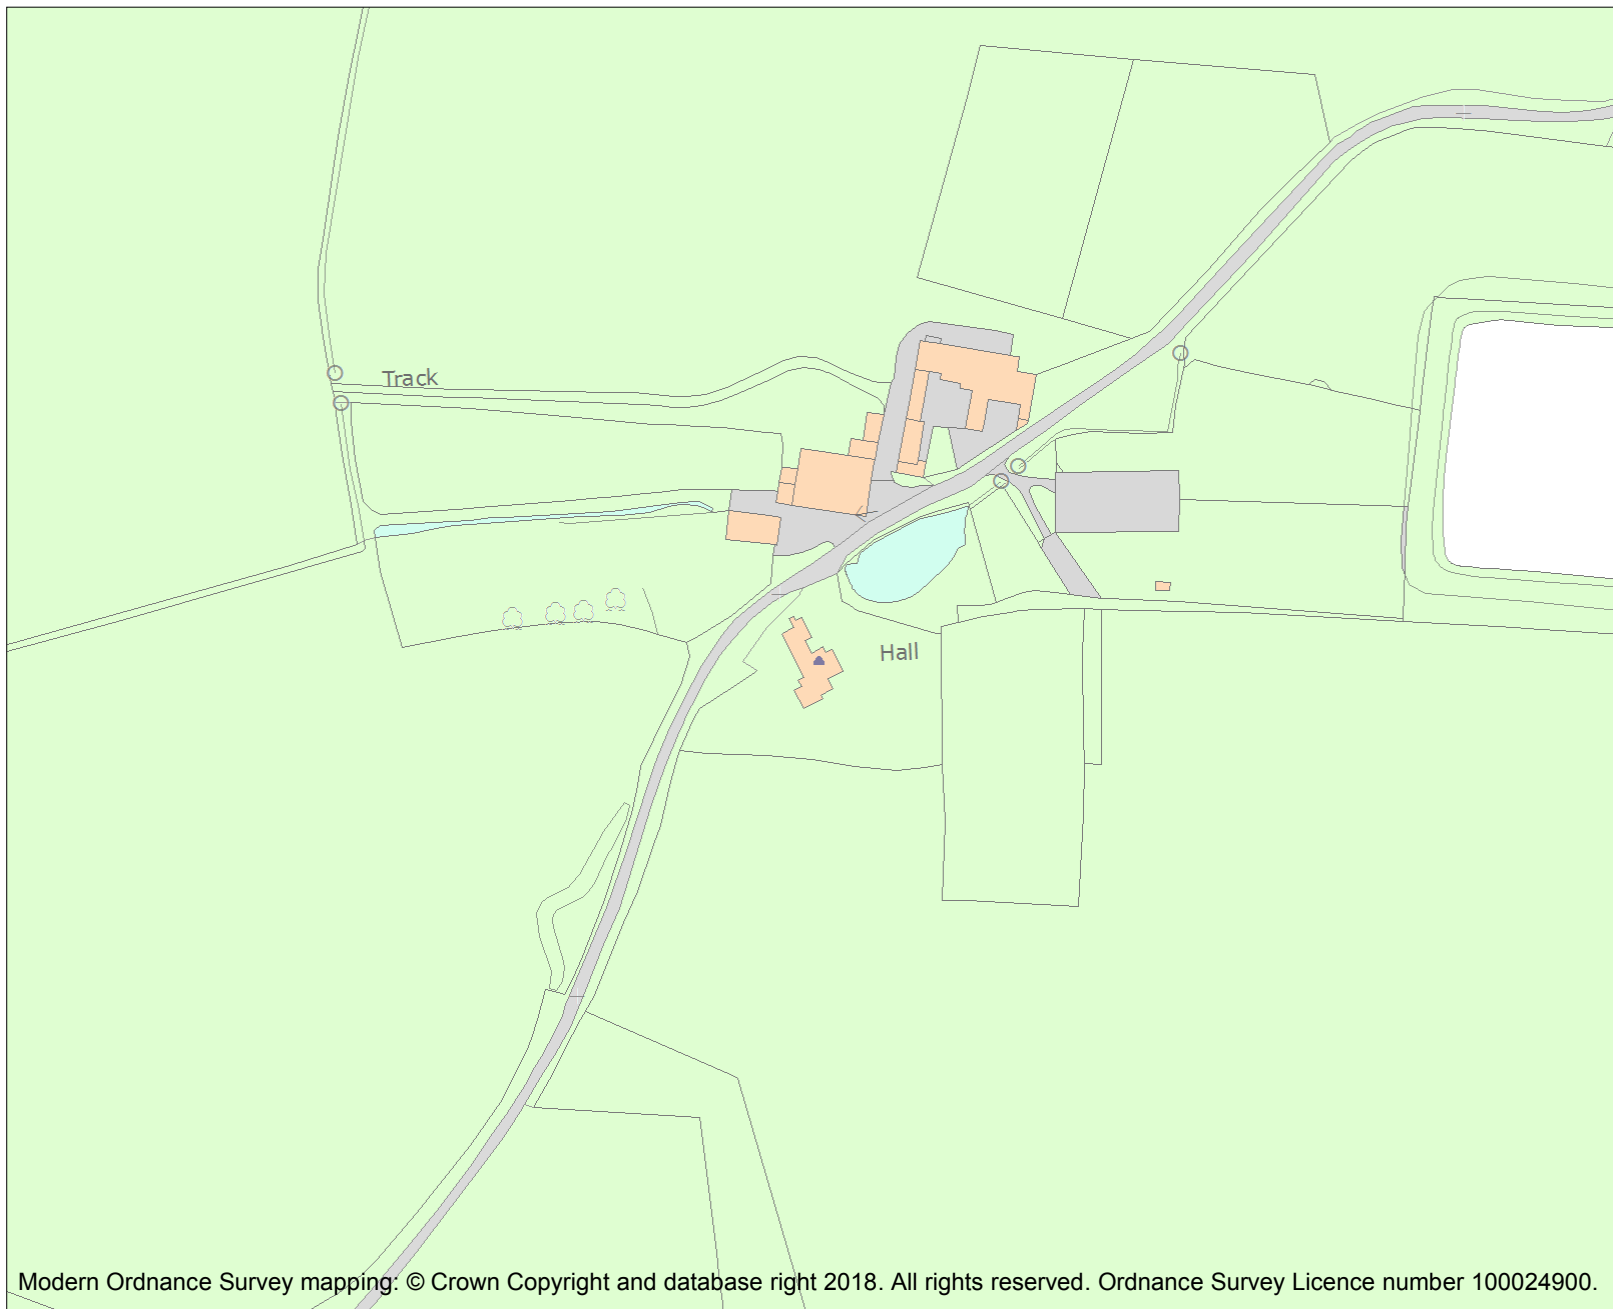 Track
Hall
Modern Ordnance Survey mapping: © Crown Copyright and database right 2018. All rights reserved. Ordnance Survey Licence number 100024900.